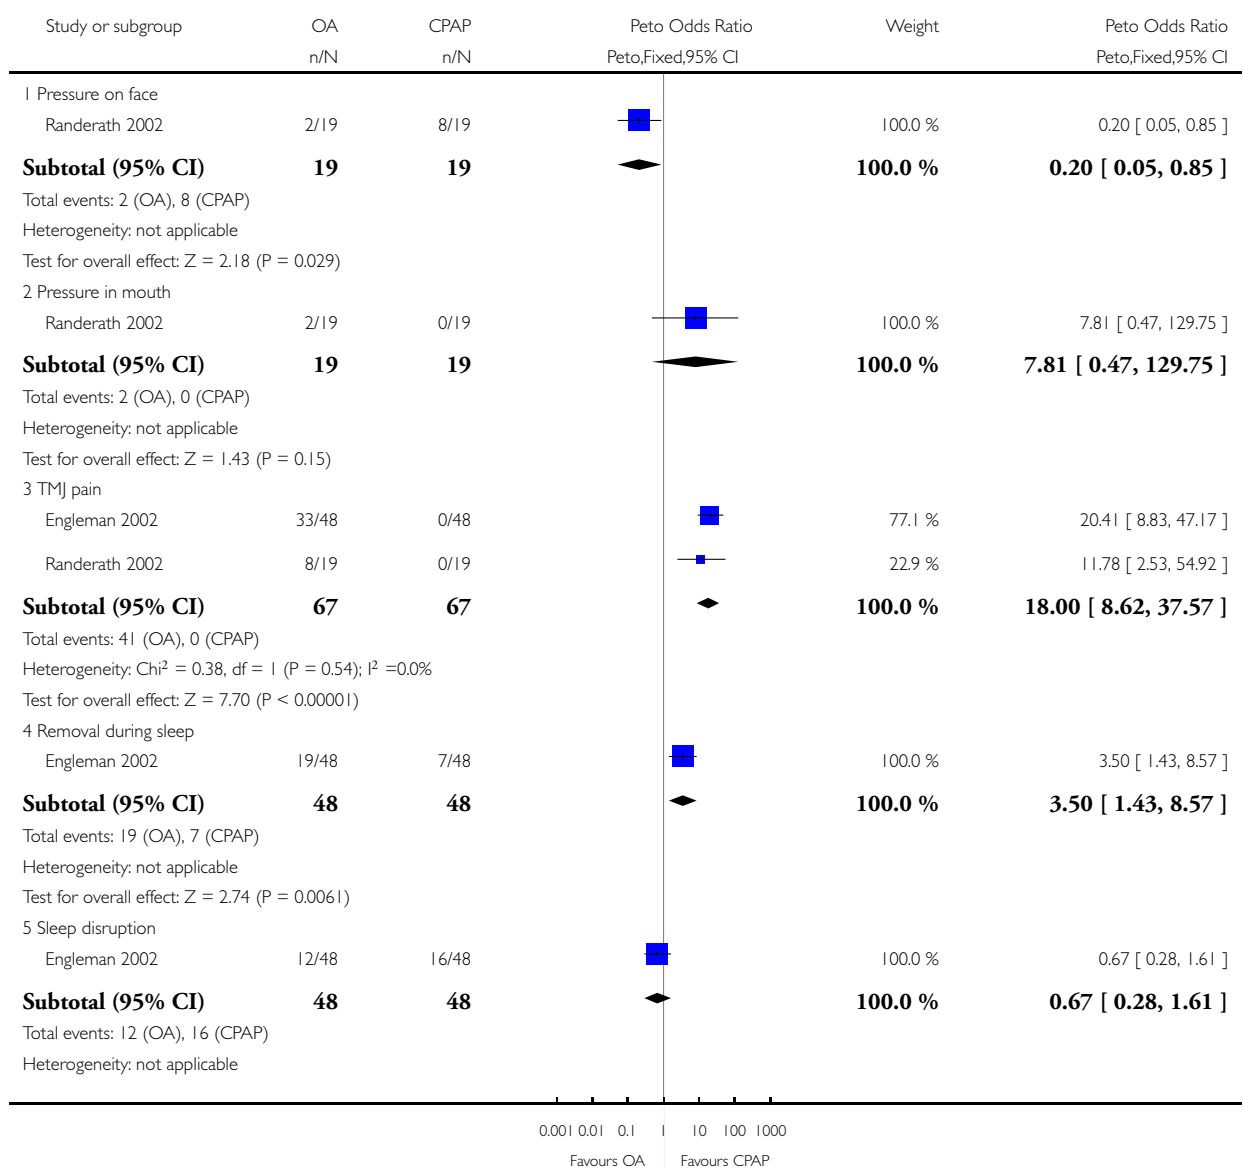 Study or subgroup OA CPAP Peto Odds Ratio Weight Peto Odds Ratio
n/N n/N Peto,Fixed,95% CI Peto,Fixed,95% CI
1 Pressure on face
Randerath 2002 2/19 8/19 100.0 % 0.20 [ 0.05, 0.85 ]
Subtotal (95% CI) 19 19 100.0 % 0.20 [ 0.05, 0.85 ]
Total events: 2 (OA), 8 (CPAP)
Heterogeneity: not applicable
Test for overall effect: Z = 2.18 (P = 0.029)
2 Pressure in mouth
Randerath 2002 2/19 0/19 100.0 % 7.81 [ 0.47, 129.75 ]
Subtotal (95% CI) 19 19 100.0 % 7.81 [ 0.47, 129.75 ]
Total events: 2 (OA), 0 (CPAP)
Heterogeneity: not applicable
Test for overall effect: Z = 1.43 (P = 0.15)
3 TMJ pain
Engleman 2002 33/48 0/48 77.1 % 20.41 [ 8.83, 47.17 ]
Randerath 2002 8/19 0/19 22.9 % 11.78 [ 2.53, 54.92 ]
Subtotal (95% CI) 67 67 100.0 % 18.00 [ 8.62, 37.57 ]
Total events: 41 (OA), 0 (CPAP)
Heterogeneity: Chi² = 0.38, df = 1 (P = 0.54); I² =0.0%
Test for overall effect: Z = 7.70 (P < 0.00001)
4 Removal during sleep
Engleman 2002 19/48 7/48 100.0 % 3.50 [ 1.43, 8.57 ]
Subtotal (95% CI) 48 48 100.0 % 3.50 [ 1.43, 8.57 ]
Total events: 19 (OA), 7 (CPAP)
Heterogeneity: not applicable
Test for overall effect: Z = 2.74 (P = 0.0061)
5 Sleep disruption
Engleman 2002 12/48 16/48 100.0 % 0.67 [ 0.28, 1.61 ]
Subtotal (95% CI) 48 48 100.0 % 0.67 [ 0.28, 1.61 ]
Total events: 12 (OA), 16 (CPAP)
Heterogeneity: not applicable
0.001 0.01 0.1 1 10 100 1000
Favours OA Favours CPAP